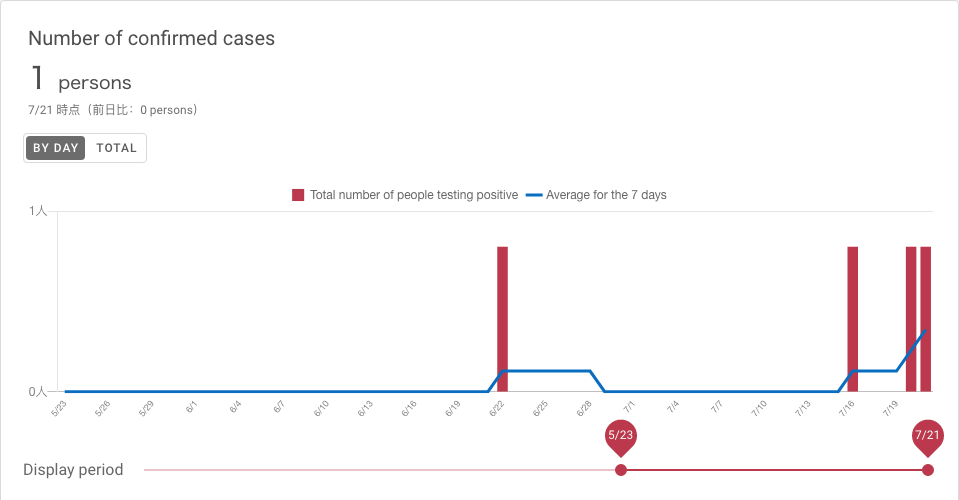 Number of confirmed cases
1 persons
7/21 時点（前日比： 0 persons）
BY DAY TOTAL
Total number of people testing positive Average for the 7 days
1人
0人
5/23 5/26 5/29 6/1 6/4 6/7 6/10 6/13 6/16 6/19 6/22 6/25 6/28 7/1 7/4 7/7 7/10 7/13 7/16 7/19
5/23 7/21
Display period